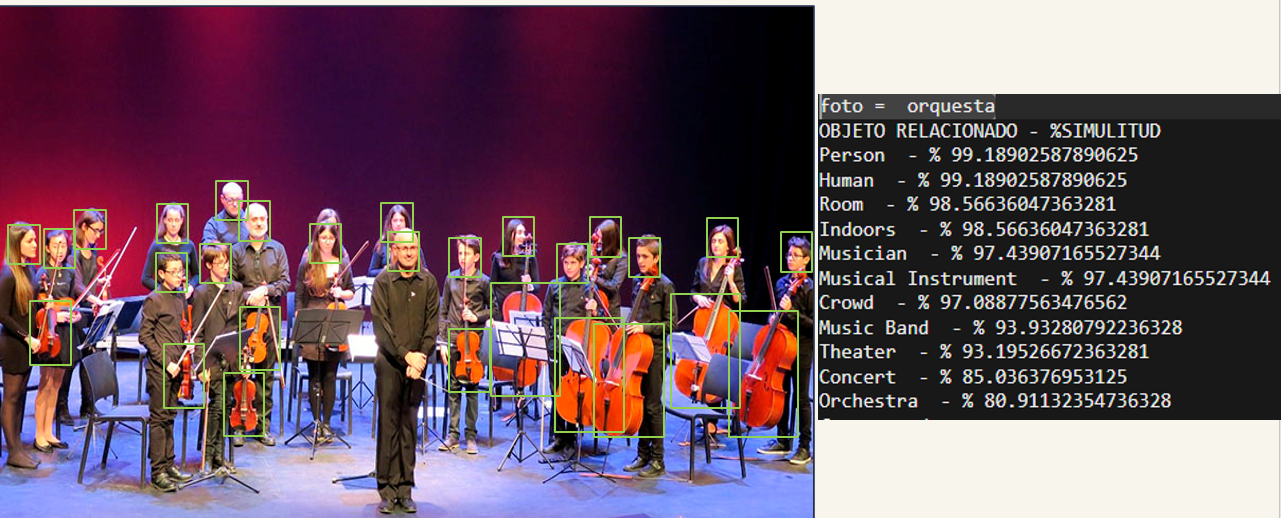 foto =  orquesta
OBJETO RELACIONADO - %SIMULITUD
Person  - % 99.18902587890625
Human  - % 99.18902587890625
Room  - % 98.56636047363281
Indoors  - % 98.56636047363281
Musician  - % 97.43907165527344
Musical Instrument  - % 97.43907165527344
Crowd  - % 97.08877563476562
Music Band  - % 93.93280792236328
Theater  - % 93.19526672363281
Concert  - % 85.036376953125
Orchestra  - % 80.91132354736328